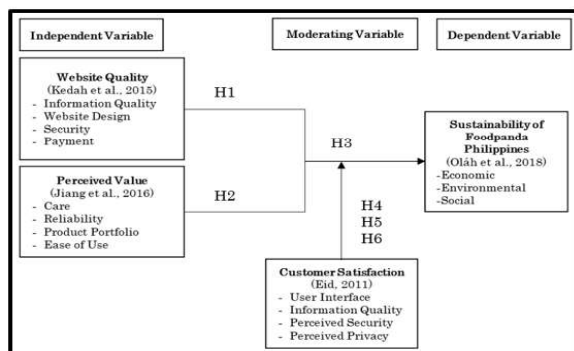 Independent Variable
Moderating Variable
Dependent Variable
Website Quality
(Kedah et al., 2015)
- Information Quality
- Website Design
- Security
- Payment
H1
Perceived Value
(Jiang et al., 2016)
- Care
- Reliability
- Product Portfolio
- Ease of Use
H2
H3
Sustainability of
Foodpanda
Philippines
(Oláh et al., 2018)
-Economic
-Environmental
-Social
H4
H5
H6
Customer Satisfaction
(Eid, 2011)
- User Interface
- Information Quality
- Perceived Security
- Perceived Privacy